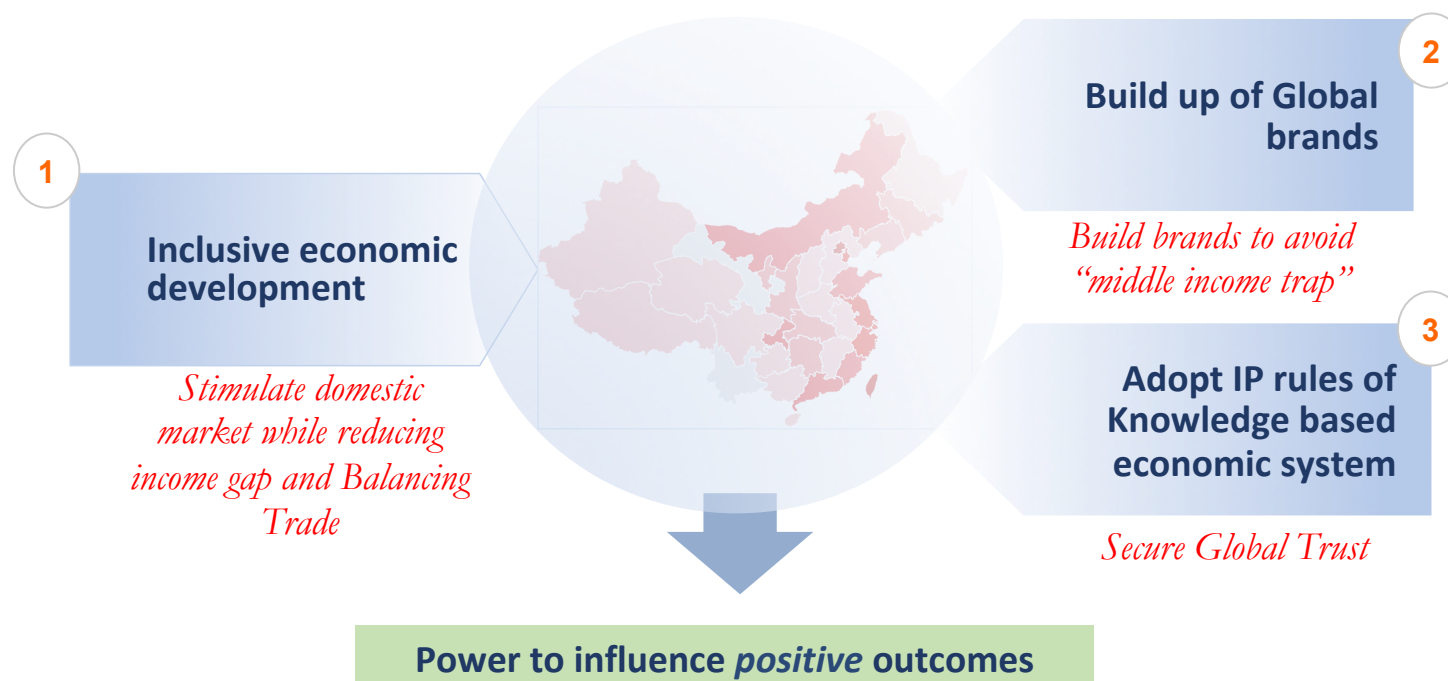 1
Inclusive economic
development
Stimulate domestic
market while reducing
income gap and Balancing
Trade
2
Build up of Global
brands
Build brands to avoid
“middle income trap”
3
Adopt IP rules of
Knowledge based
economic system
Secure Global Trust
Power to influence positive outcomes